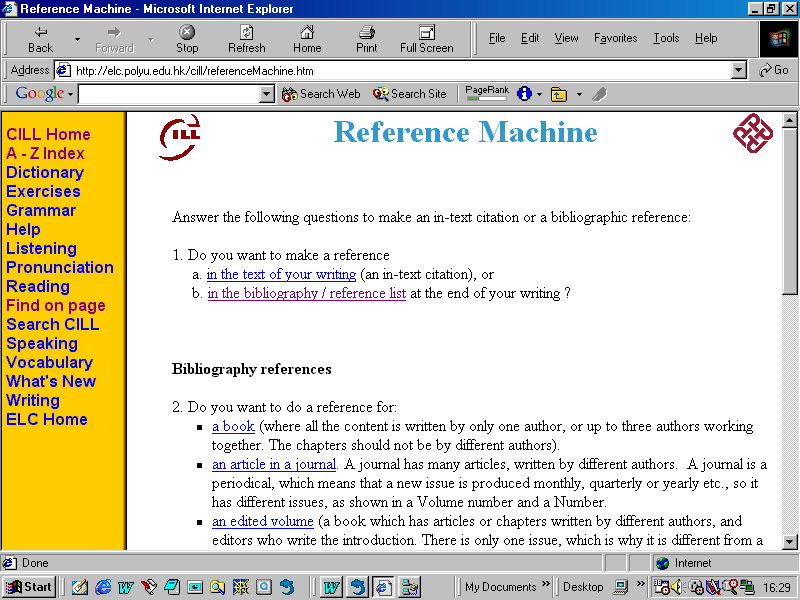 Reference Machine - Microsoft Internet Explorer
Back Forward Stop Refresh Home Print Full Screen File Edit View Favorites Tools Help
Address http://elc.polyu.edu.hk/cill/referenceMachine.htm Go
Google Search Web Search Site PageRank
CILL Home
A - Z Index
Dictionary
Exercises
Grammar
Help
Listening
Pronunciation
Reading
Find on page
Search CILL
Speaking
Vocabulary
What's New
Writing
ELC Home
CILL
Reference Machine
Answer the following questions to make an in-text citation or a bibliographic reference:
1. Do you want to make a reference
a. in the text of your writing (an in-text citation), or
b. in the bibliography / reference list at the end of your writing ?
Bibliography references
2. Do you want to do a reference for:
a book (where all the content is written by only one author, or up to three authors working
together. The chapters should not be by different authors).
an article in a journal. A journal has many articles, written by different authors. A journal is a
periodical, which means that a new issue is produced monthly, quarterly or yearly etc., so it
has different issues, as shown in a Volume number and a Number.
an edited volume (a book which has articles or chapters written by different authors, and
editors who write the introduction. There is only one issue, which is why it is different from a
Done Internet
Start My Documents Desktop 16:29